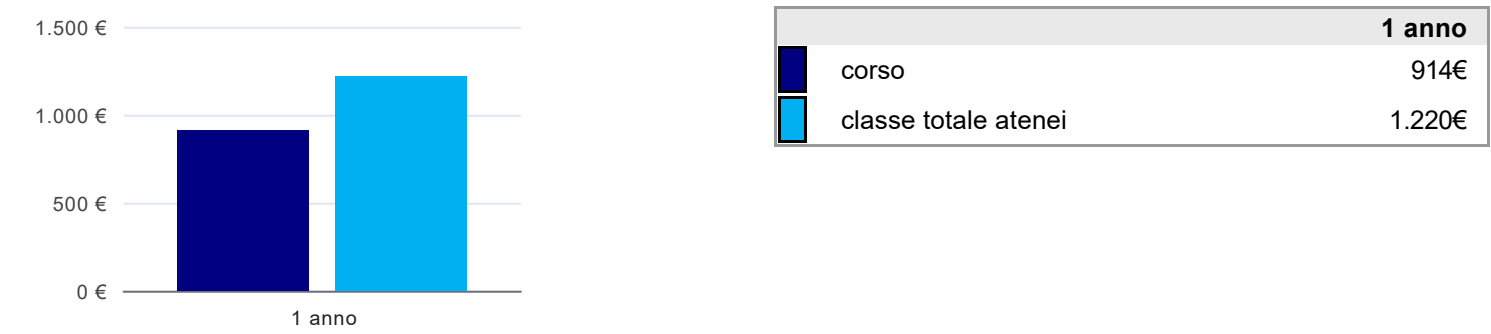 1.500 €
1.000 €
500 €
0 €
1 anno
1 anno
corso 914€
classe totale atenei 1.220€